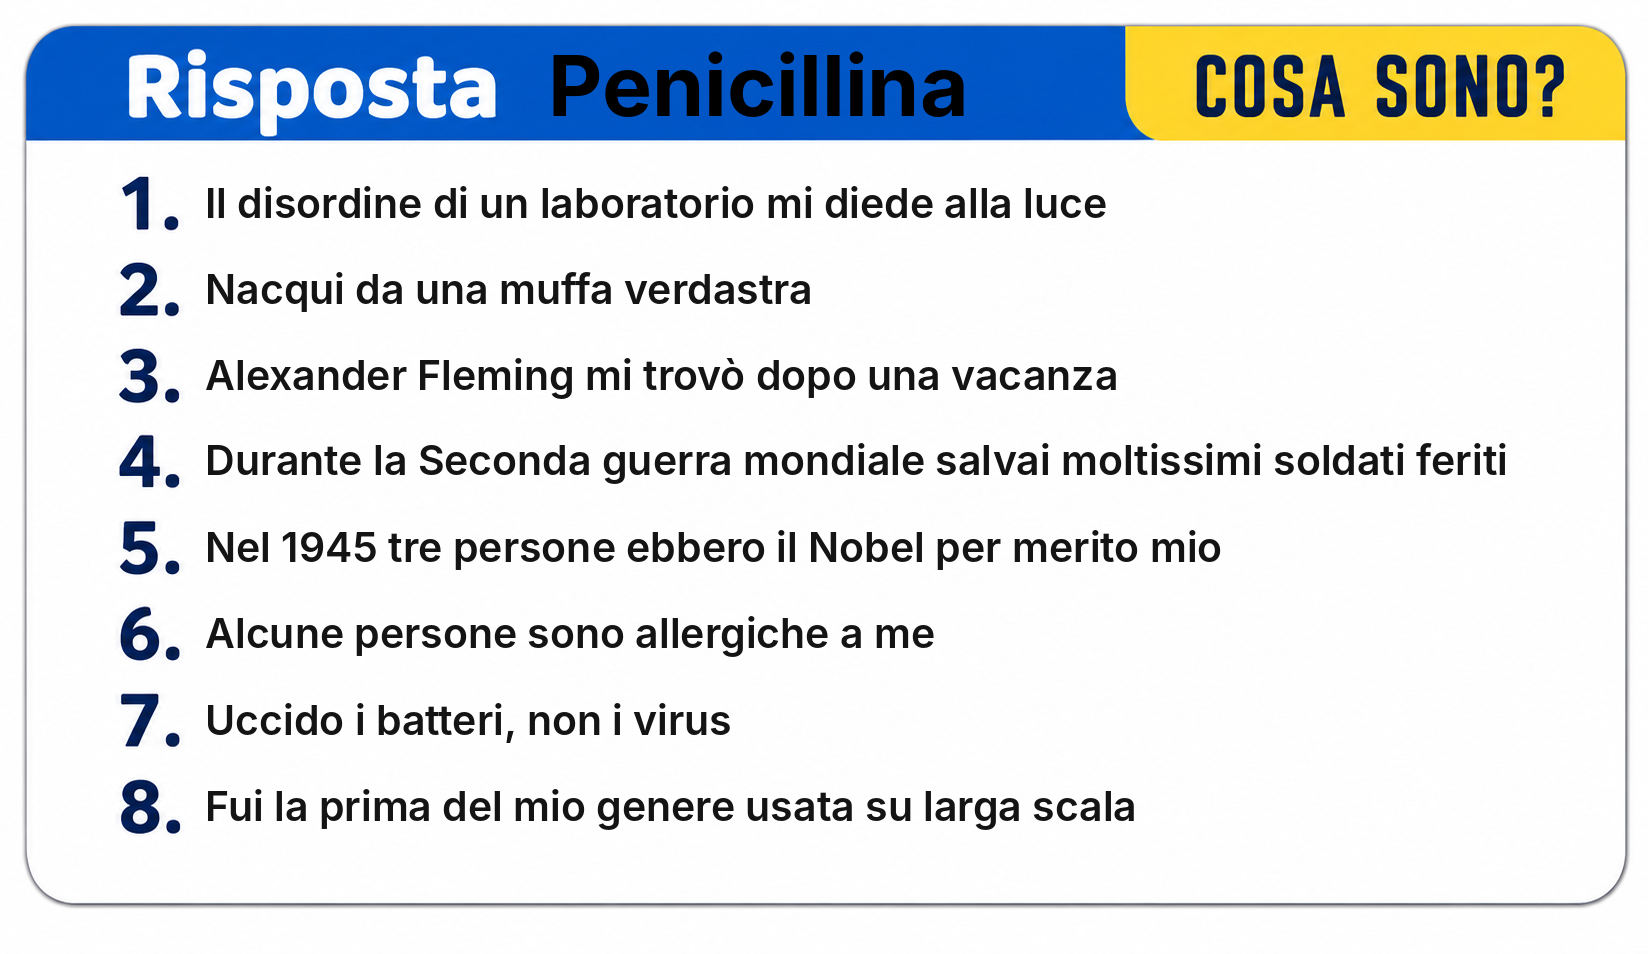 Risposta Penicillina COSA SONO?
1. Il disordine di un laboratorio mi diede alla luce
2. Nacqui da una muffa verdastra
3. Alexander Fleming mi trovò dopo una vacanza
4. Durante la Seconda guerra mondiale salvai moltissimi soldati feriti
5. Nel 1945 tre persone ebbero il Nobel per merito mio
6. Alcune persone sono allergiche a me
7. Uccido i batteri, non i virus
8. Fui la prima del mio genere usata su larga scala